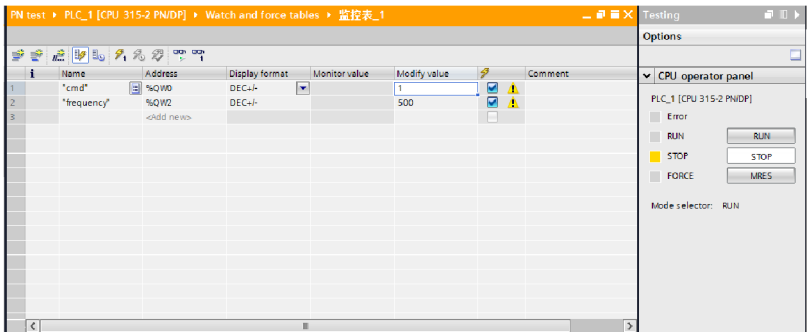 PN test ▸ PLC_1 [CPU 315-2 PN/DP] ▸ Watch and force tables ▸ 监控表_1
Testing
Options
i Name Address Display format Monitor value Modify value Comment
1 "cmd" %QW0 DEC+/- 1
2 "frequency" %QW2 DEC+/- 500
3 <Add new>
CPU operator panel
PLC_1 [CPU 315-2 PN/DP]
Error
RUN RUN
STOP STOP
FORCE MRES
Mode selector: RUN